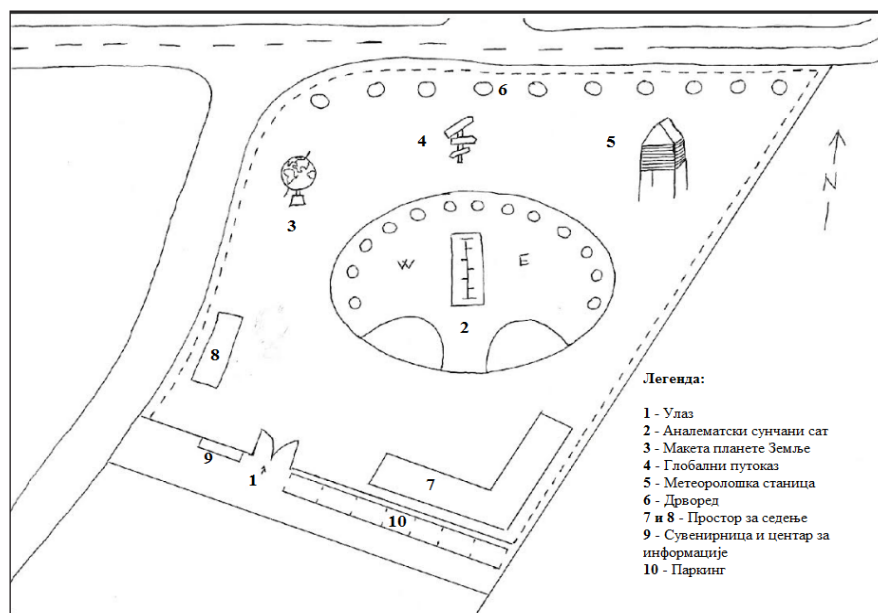 6
4
5
3
N
W
E
2
8
7
9
1
10
Легенда:
1 - Улаз
2 - Аналематски сунчани сат
3 - Макета планете Земље
4 - Глобални путоказ
5 - Метеоролошка станица
6 - Дрворед
7 и 8 - Простор за седење
9 - Сувенирница и центар за
информације
10 - Паркинг